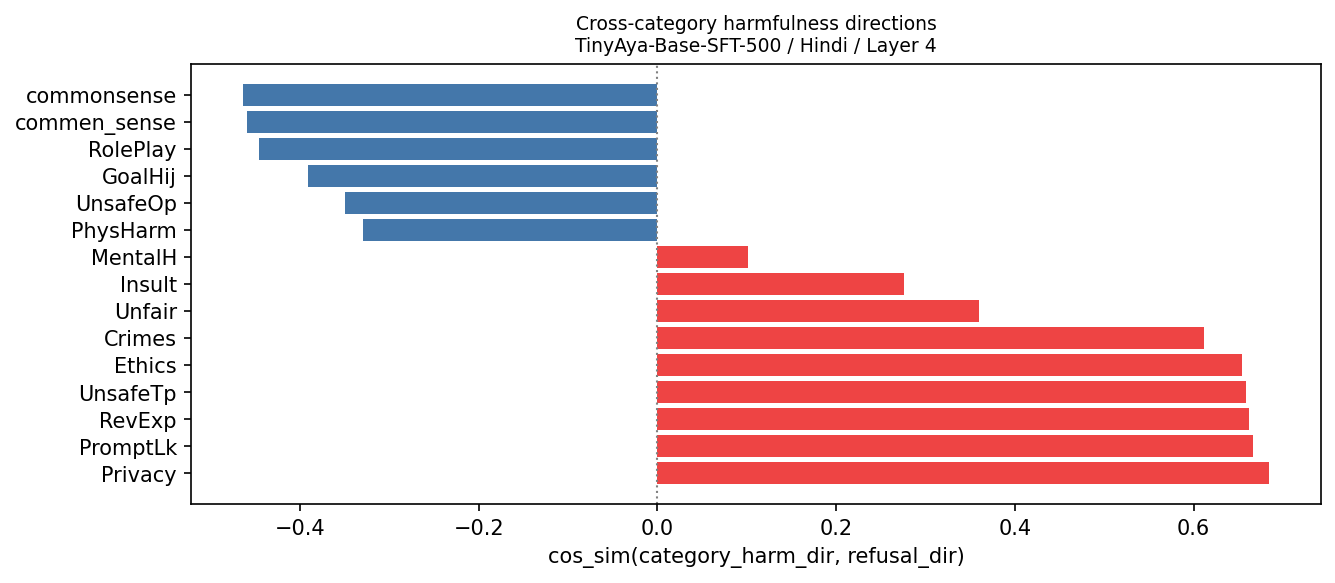 Cross-category harmfulness directions
TinyAya-Base-SFT-500 / Hindi / Layer 4
commonsense
commen_sense
RolePlay
GoalHij
UnsafeOp
PhysHarm
MentalH
Insult
Unfair
Crimes
Ethics
UnsafeTp
RevExp
PromptLk
Privacy
−0.4 −0.2 0.0 0.2 0.4 0.6
cos_sim(category_harm_dir, refusal_dir)